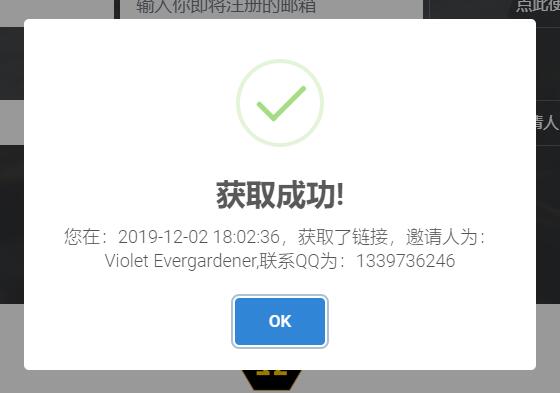 输入你即将注册的邮箱
点此使
请人
获取成功!
您在：2019-12-02 18:02:36，获取了链接，邀请人为：
Violet Evergardener,联系QQ为：1339736246
OK